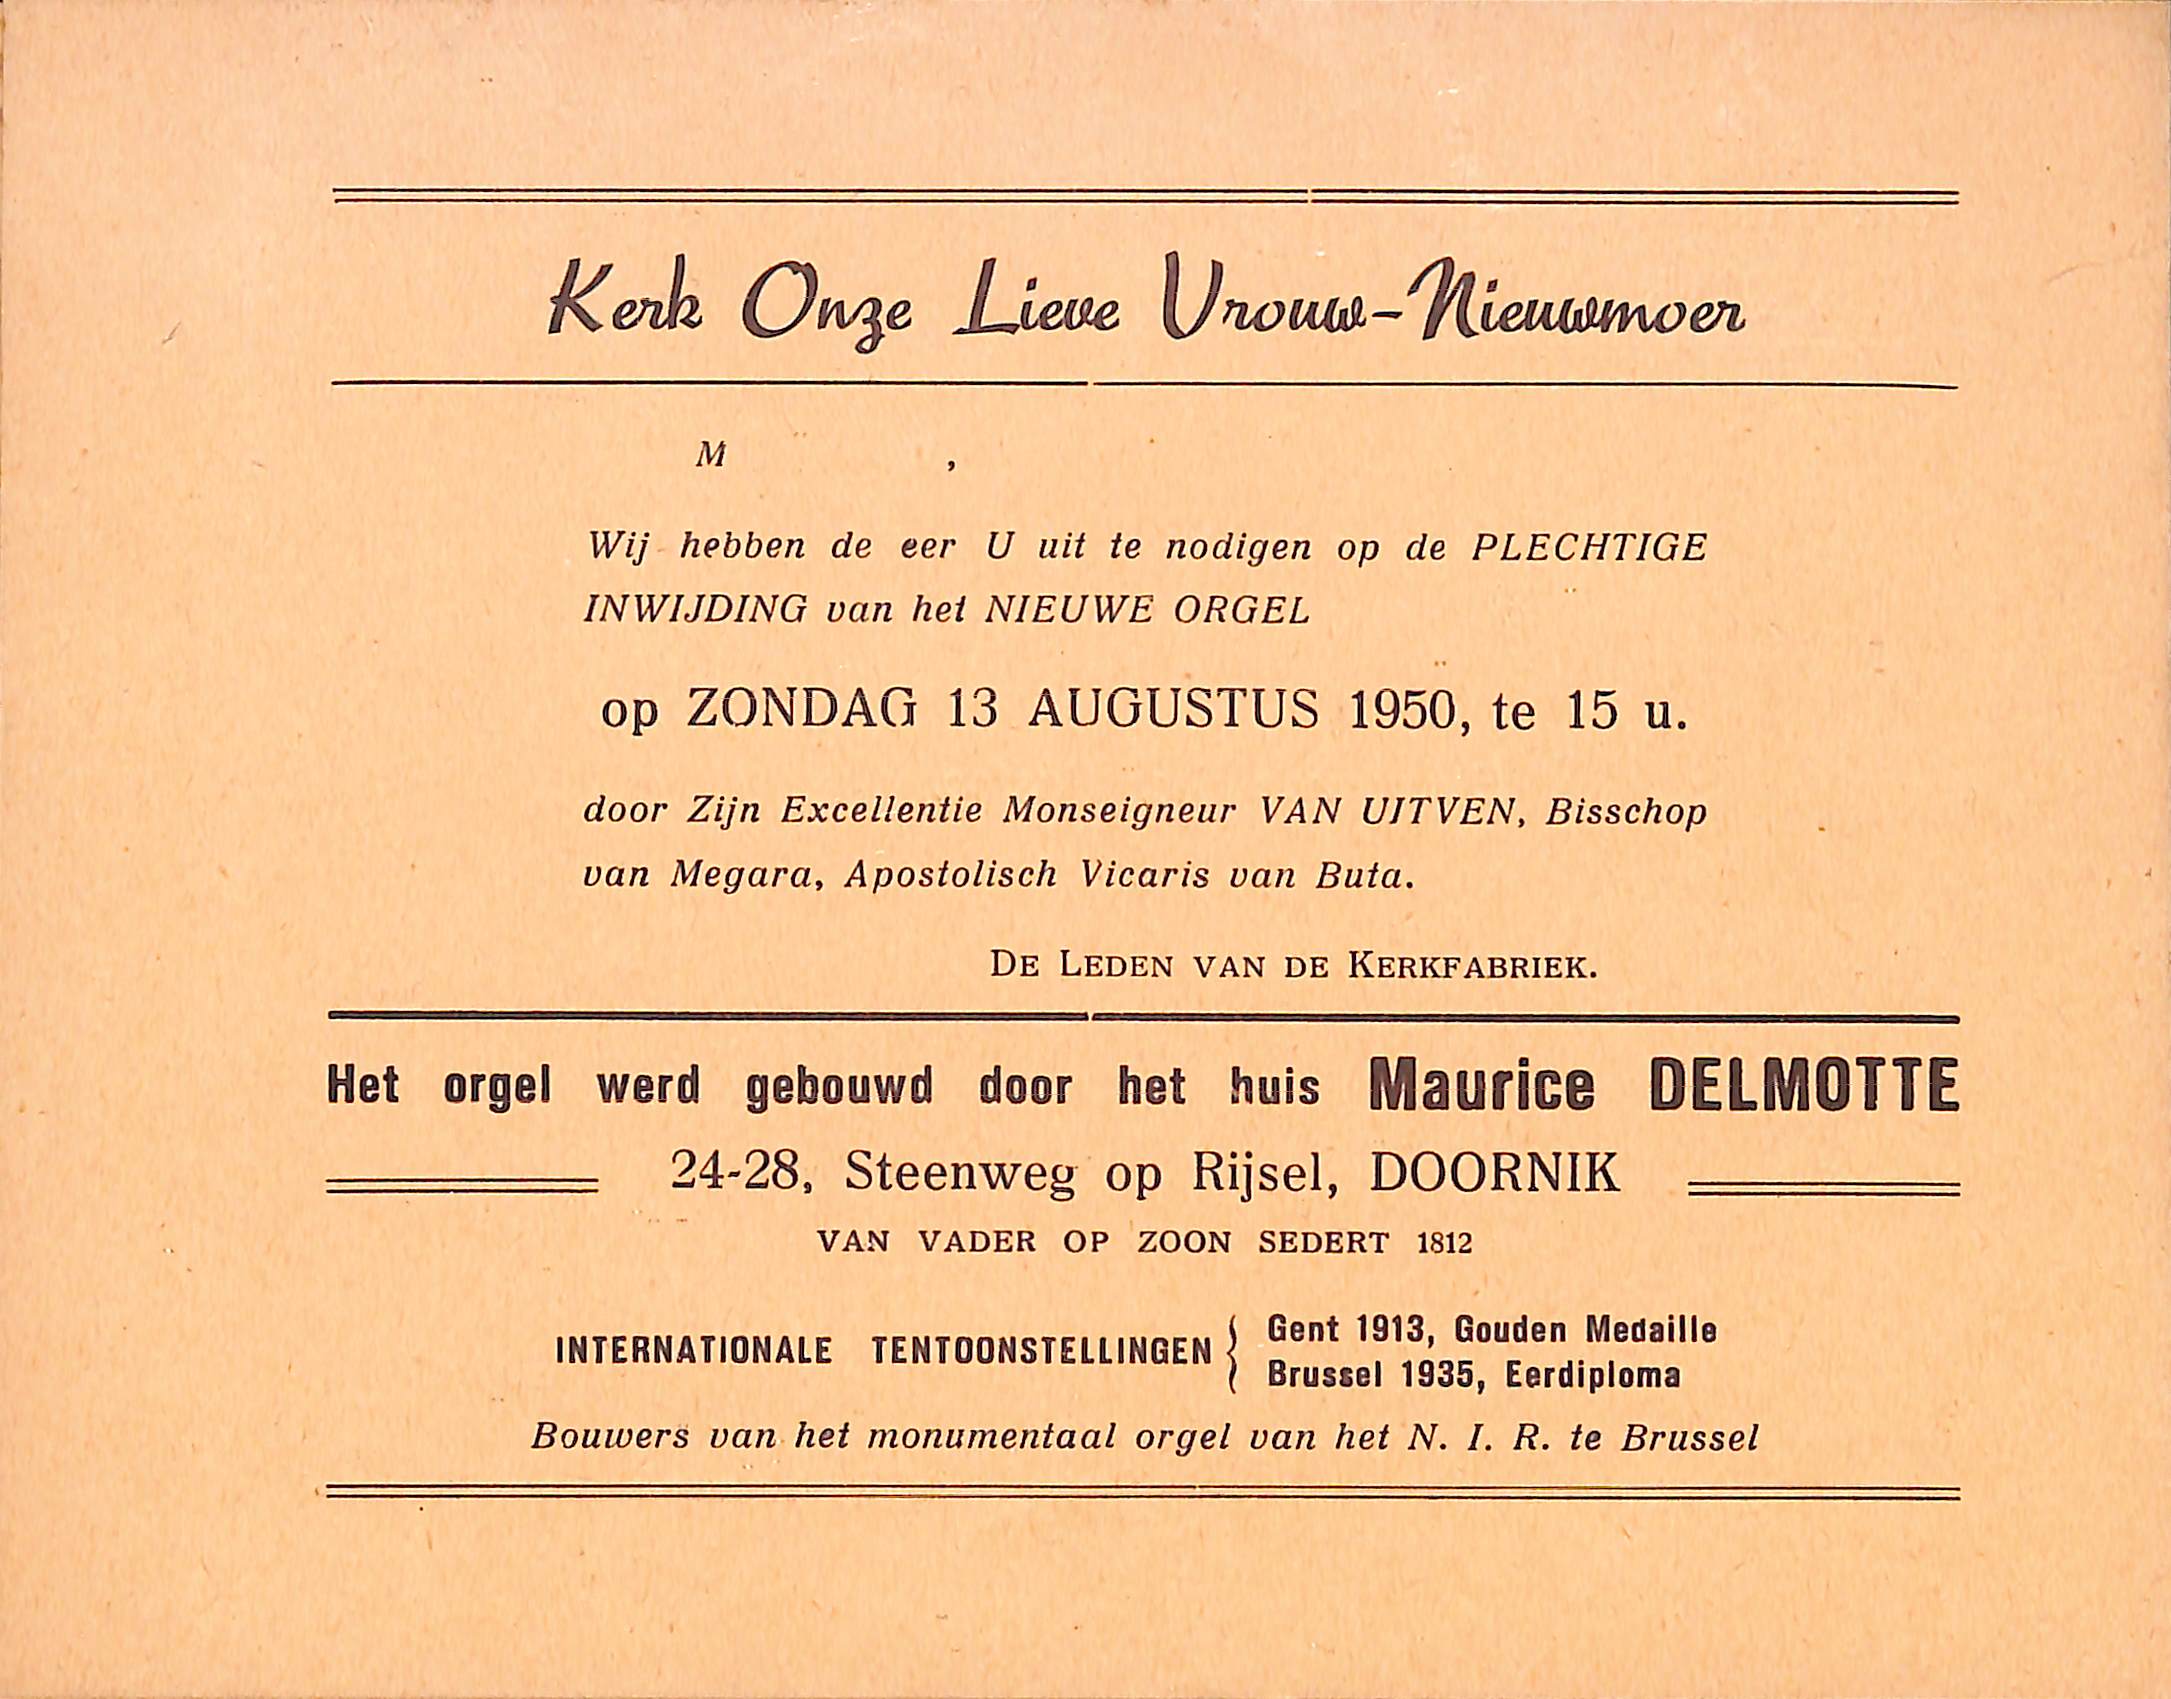 Kerk Onze Lieve Vrouw-Nieuwmoer
M ,
Wij hebben de eer U uit te nodigen op de PLECHTIGE
INWIJDING van het NIEUWE ORGEL
op ZONDAG 13 AUGUSTUS 1950, te 15 u.
door Zijn Excellentie Monseigneur VAN UITVEN, Bisschop
van Megara, Apostolisch Vicaris van Buta.
DE LEDEN VAN DE KERKFABRIEK.
Het orgel werd gebouwd door het huis Maurice DELMOTTE
24-28, Steenweg op Rijsel, DOORNIK
VAN VADER OP ZOON SEDERT 1812
INTERNATIONALE TENTOONSTELLINGEN { Gent 1913, Gouden Medaille
Brussel 1935, Eerdiploma
Bouwers van het monumentaal orgel van het N. I. R. te Brussel